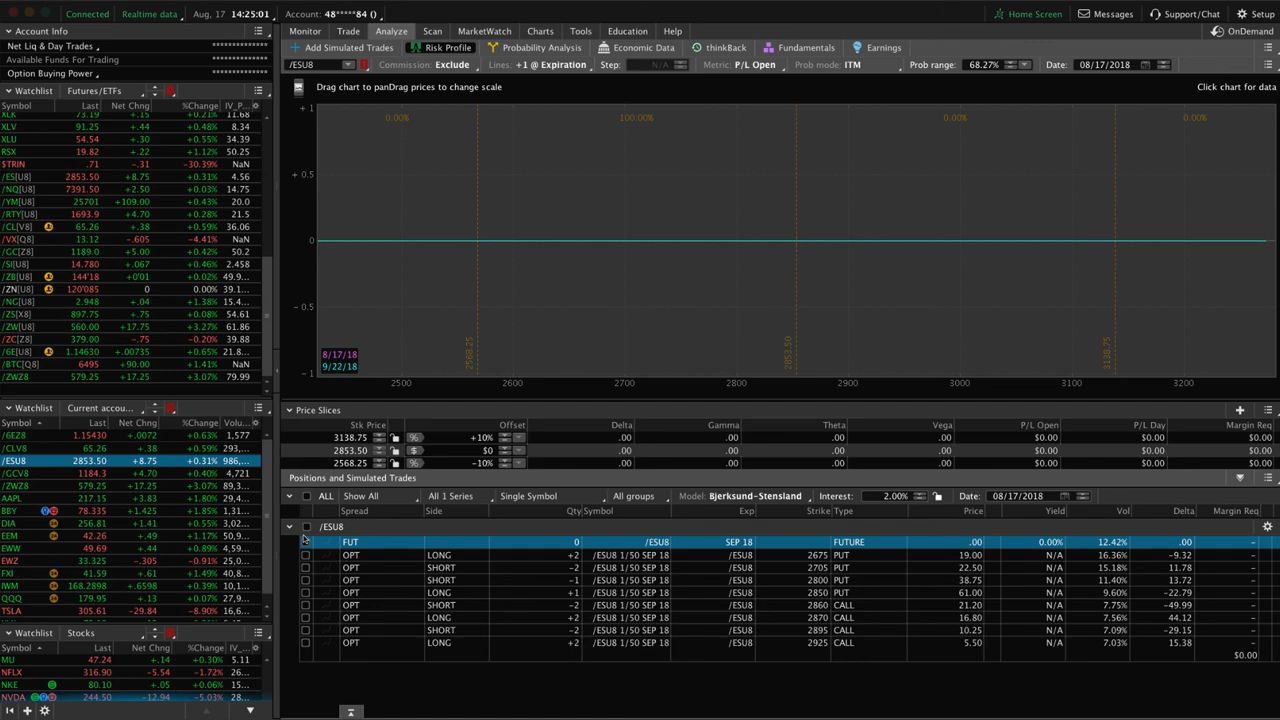 Connected Realtime data Aug, 17 14:25:01 Account: 48*****84 () Home Screen Messages Support/Chat Setup
Account Info Monitor Trade Analyze Scan MarketWatch Charts Tools Education Help OnDemand
Net Liq & Day Trades **************
Available Funds For Trading **************
Option Buying Power **************
Add Simulated Trades Risk Profile Probability Analysis Economic Data thinkBack Fundamentals Earnings
/ESU8 Commission: Exclude Lines: +1 @ Expiration Step: N/A Metric: P/L Open Prob mode: ITM Prob range: 68.27% Date: 08/17/2018
Drag chart to panDrag prices to change scale Click chart for data
Watchlist Futures/ETFs
Symbol Last Net Chng %Change IV_P...
XLK 73.19 +.15 +0.21% 11.68
XLV 91.25 +.44 +0.48% 8.34
XLU 54.54 +.30 +0.55% 34.39
RSX 19.82 +.22 +1.12% 50.25
$TRIN .71 -.31 -30.39% NaN
/ES[U8] 2853.50 +8.75 +0.31% 4.56
/NQ[U8] 7391.50 +2.50 +0.03% 14.75
/YM[U8] 25701 +109.00 +0.43% 20.0
/RTY[U8] 1693.9 +4.70 +0.28% 21.5
/CL[V8] 65.26 +.38 +0.59% 36.06
/VX[Q8] 13.12 -.605 -4.41% NaN
/GC[Z8] 1189.0 +5.00 +0.42% 50.2
/SI[U8] 14.780 +.067 +0.46% 2.458
/ZB[U8] 144'18 +0'01 +0.02% 49.9...
/ZN[U8] 120'085 0 0.00% 39.1...
/NG[U8] 2.948 +.04 +1.38% 15.4...
/ZS[X8] 897.75 +.75 +0.08% 54.61
/ZW[U8] 560.00 +17.75 +3.27% 61.86
/ZC[Z8] 379.00 -.75 -0.20% 39.88
/6E[U8] 1.14630 +.00735 +0.65% 21.8...
/BTC[Q8] 6495 +90.00 +1.41% NaN
/ZWZ8 579.25 +17.25 +3.07% 79.99
+ 1
+ 0.5
0
- 0.5
- 1
0.00% 100.00% 0.00% 0.00%
2568.25 2853.50 3138.75
8/17/18
9/22/18
2500 2600 2700 2800 2900 3000 3100 3200
Watchlist Current accou...
Symbol Last Net Chng %Change Volu...
/6EZ8 1.15430 +.0072 +0.63% 1,577
/CLV8 65.26 +.38 +0.59% 293,...
/ESU8 2853.50 +8.75 +0.31% 986,...
/GCV8 1184.3 +4.70 +0.40% 4,721
/ZWZ8 579.25 +17.25 +3.07% 89.3...
AAPL 217.15 +3.83 +1.80% 24,9...
BBY 78.335 +1.425 +1.85% 292,...
DIA 256.81 +1.41 +0.55% 3,02...
EEM 42.26 +.49 +1.17% 69,9...
EWW 49.69 +.44 +0.89% 4,59...
EWZ 33.325 -.305 -0.91% 25,0...
FXI 41.59 +.61 +1.49% 40,8...
IWM 168.2898 +.6598 +0.39% 10,1...
QQQ 179.95 +.13 +0.07% 29,6...
TSLA 305.61 -29.84 -8.90% 16,6...
Watchlist Stocks
Symbol Last Net Chng %Change IV_...
MU 47.24 +.14 +0.30% 5.11
NFLX 316.90 -5.54 -1.72% 26...
NKE 80.10 +.05 +0.06% 15...
NVDA 244.50 -12.94 -5.03% 28...
Price Slices
Stk Price Offset Delta Gamma Theta Vega P/L Open P/L Day Margin Req
3138.75 % +10% .00 .00 .00 .00 $0.00 $0.00 $0.00
2853.50 $ $0 .00 .00 .00 .00 $0.00 $0.00 $0.00
2568.25 % -10% .00 .00 .00 .00 $0.00 $0.00 $0.00
Positions and Simulated Trades
ALL Show All All 1 Series Single Symbol All groups Model: Bjerksund-Stensland Interest: 2.00% Date: 08/17/2018
Spread Side Qty Symbol Exp Strike Type Price Yield Vol Delta Margin Req
/ESU8
FUT 0 /ESU8 SEP 18 FUTURE .00 0.00% 12.42% .00 -
OPT LONG +2 /ESU8 1/50 SEP 18 /ESU8 2675 PUT 19.00 N/A 16.36% -9.32 -
OPT SHORT -2 /ESU8 1/50 SEP 18 /ESU8 2705 PUT 22.50 N/A 15.18% 11.78 -
OPT SHORT -1 /ESU8 1/50 SEP 18 /ESU8 2800 PUT 38.75 N/A 11.40% 13.72 -
OPT LONG +1 /ESU8 1/50 SEP 18 /ESU8 2850 PUT 61.00 N/A 9.60% -22.79 -
OPT SHORT -2 /ESU8 1/50 SEP 18 /ESU8 2860 CALL 21.20 N/A 7.75% -49.99 -
OPT LONG +2 /ESU8 1/50 SEP 18 /ESU8 2870 CALL 16.80 N/A 7.56% 44.12 -
OPT SHORT -2 /ESU8 1/50 SEP 18 /ESU8 2895 CALL 10.25 N/A 7.09% -29.15 -
OPT LONG +2 /ESU8 1/50 SEP 18 /ESU8 2925 CALL 5.50 N/A 7.03% 15.38 -
$0.00